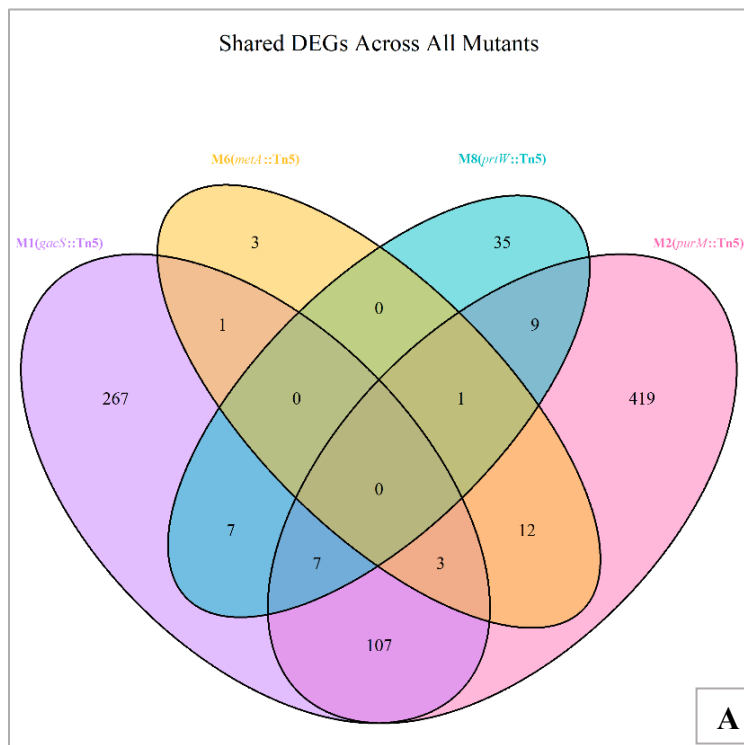 Shared DEGs Across All Mutants
M6(metA::Tn5)
M8(prtW::Tn5)
M1(gacS::Tn5)
M2(purM::Tn5)
3
35
0
1
9
267
0
1
419
0
7
7
3
12
107
A